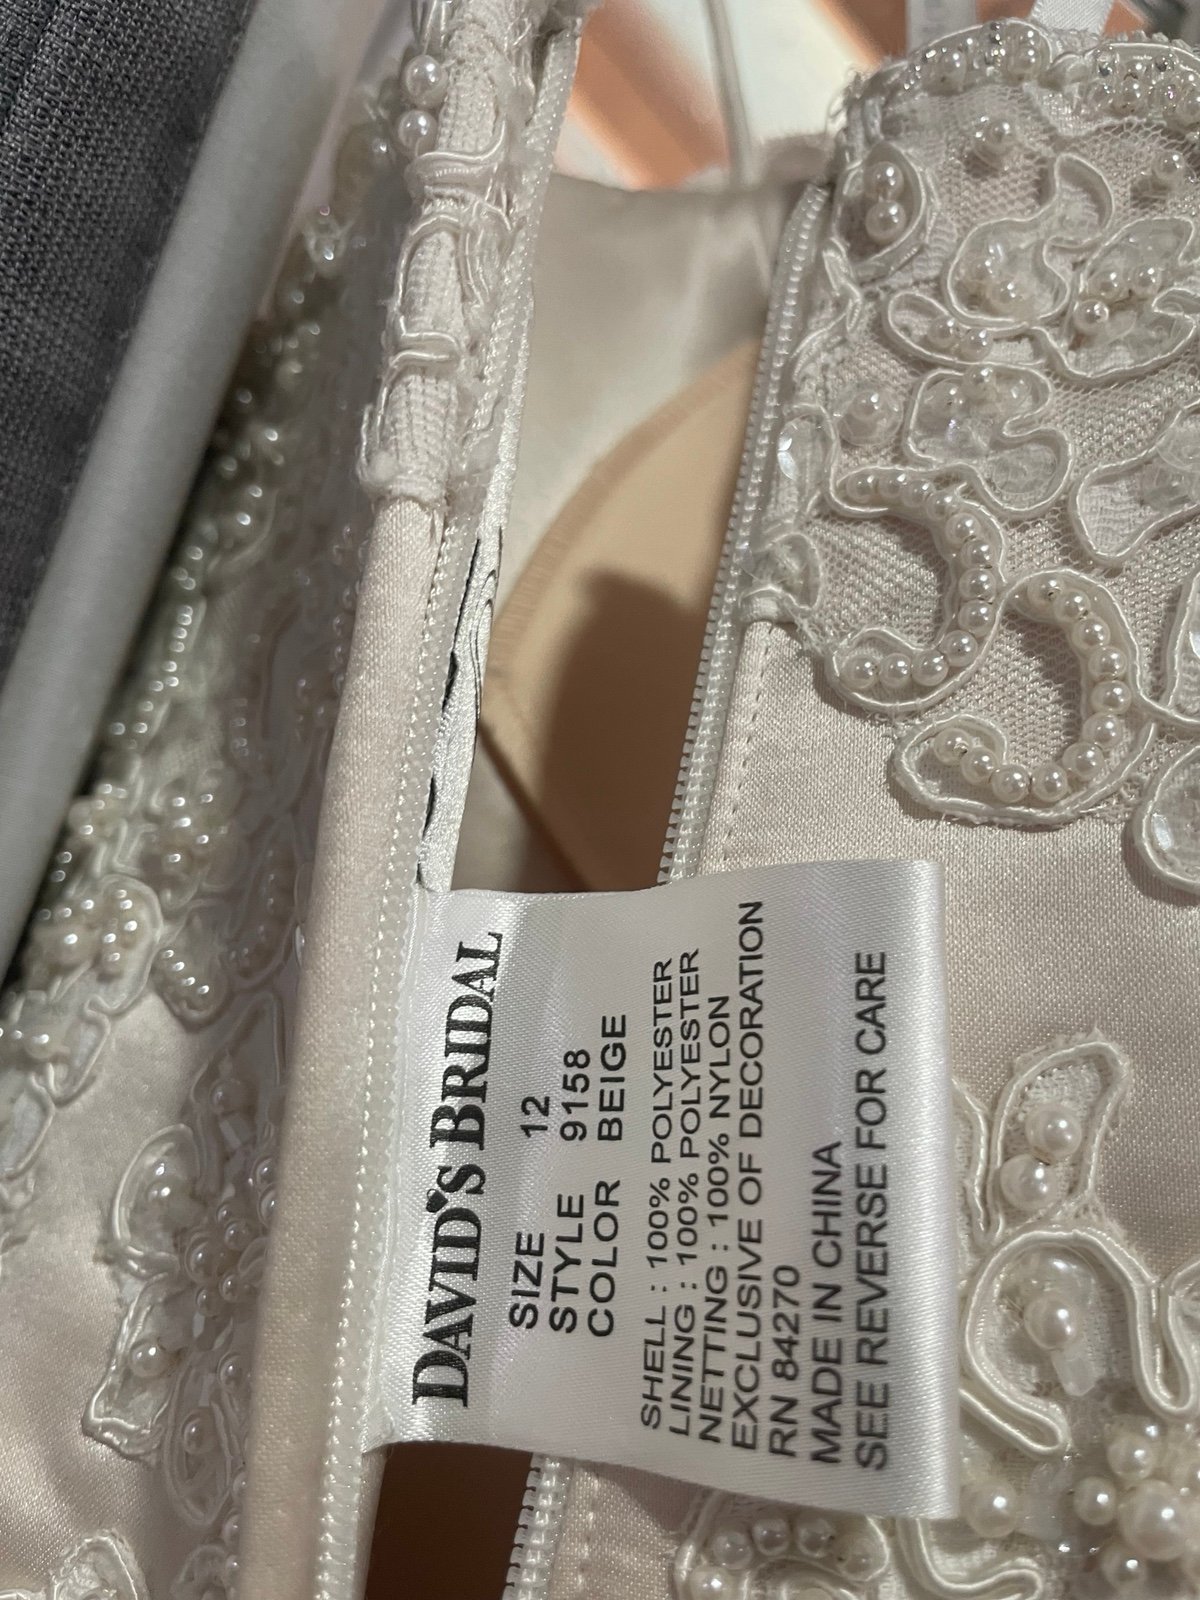 DAVID'S BRIDAL
SIZE 12
STYLE 9158
COLOR BEIGE
SHELL : 100% POLYESTER
LINING : 100% POLYESTER
NETTING : 100% NYLON
EXCLUSIVE OF DECORATION
RN 84270
MADE IN CHINA
SEE REVERSE FOR CARE